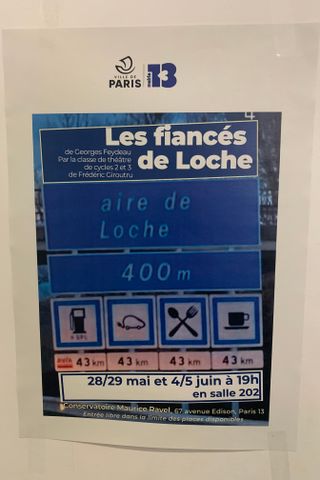 VILLE DE
PARIS
mairie 13
Les fiancés
de Loche
de Georges Feydeau
Par la classe de théâtre
de cycles 2 et 3
de Frédéric Giroutru
aire de
Loche
400 m
+ GPL
43 km
43 km
43 km
43 km
28/29 mai et 4/5 juin à 19h
en salle 202
Conservatoire Maurice Ravel, 67 avenue Edison, Paris 13
Entrée libre dans la limite des places disponibles